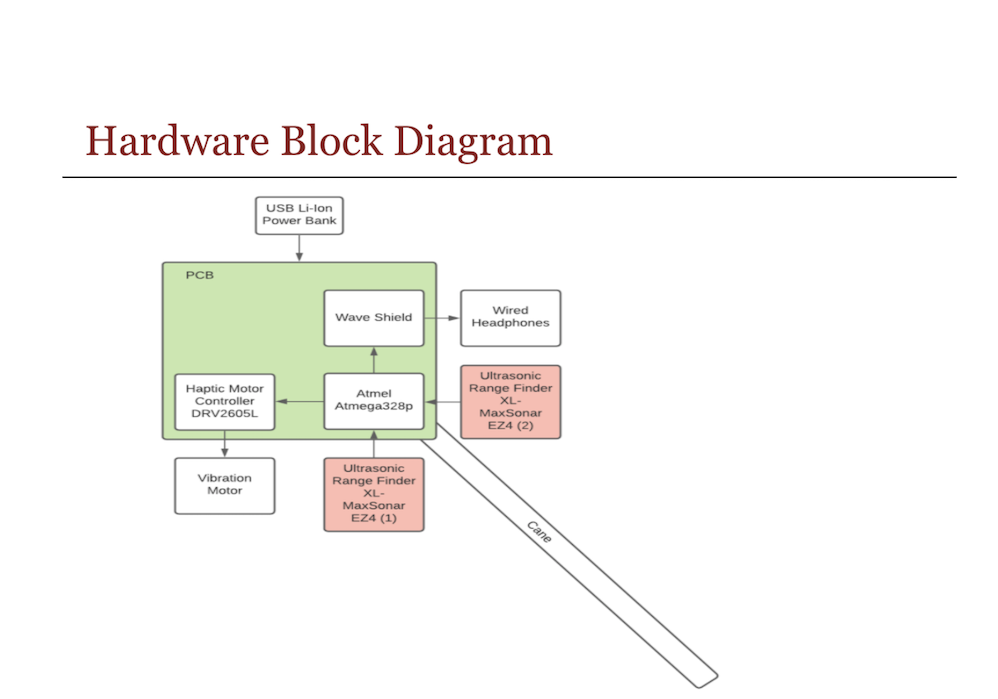 Hardware Block Diagram
USB Li-Ion
Power Bank
PCB
Wave Shield
Wired
Headphones
Haptic Motor
Controller
DRV2605L
Atmel
Atmega328p
Ultrasonic
Range Finder
XL-
MaxSonar
EZ4 (2)
Vibration
Motor
Ultrasonic
Range Finder
XL-
MaxSonar
EZ4 (1)
Cane